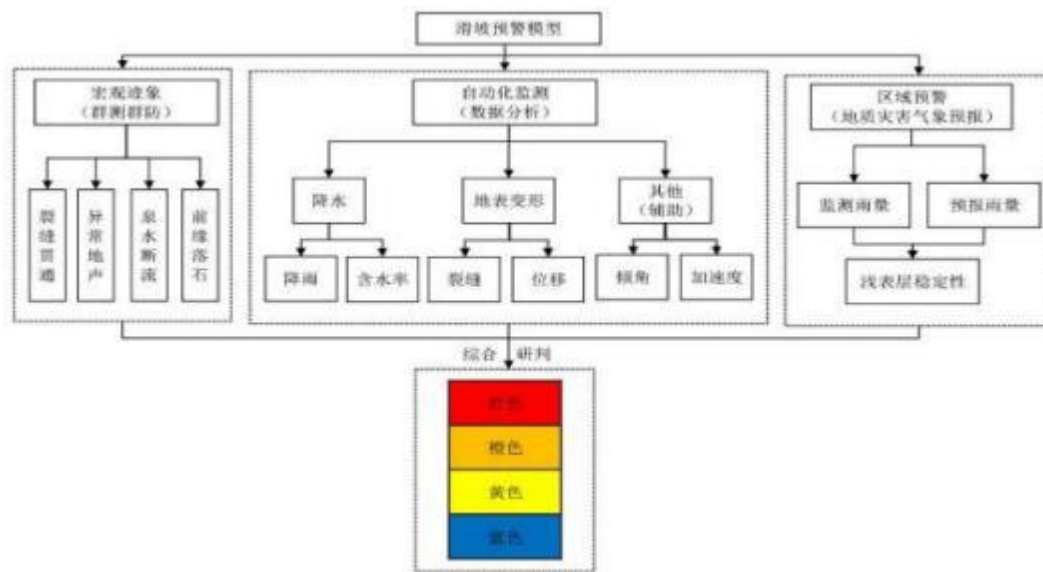 滑坡预警模型
宏观迹象
（群测群防）
裂缝贯通
异常地声
泉水断流
前缘落石
自动化监测
（数据分析）
降水
地表变形
其他
（辅助）
降雨
含水率
裂缝
位移
倾角
加速度
区域预警
（地质灾害气象预报）
监测雨量
预报雨量
浅表层稳定性
综合 研判
红色
橙色
黄色
蓝色